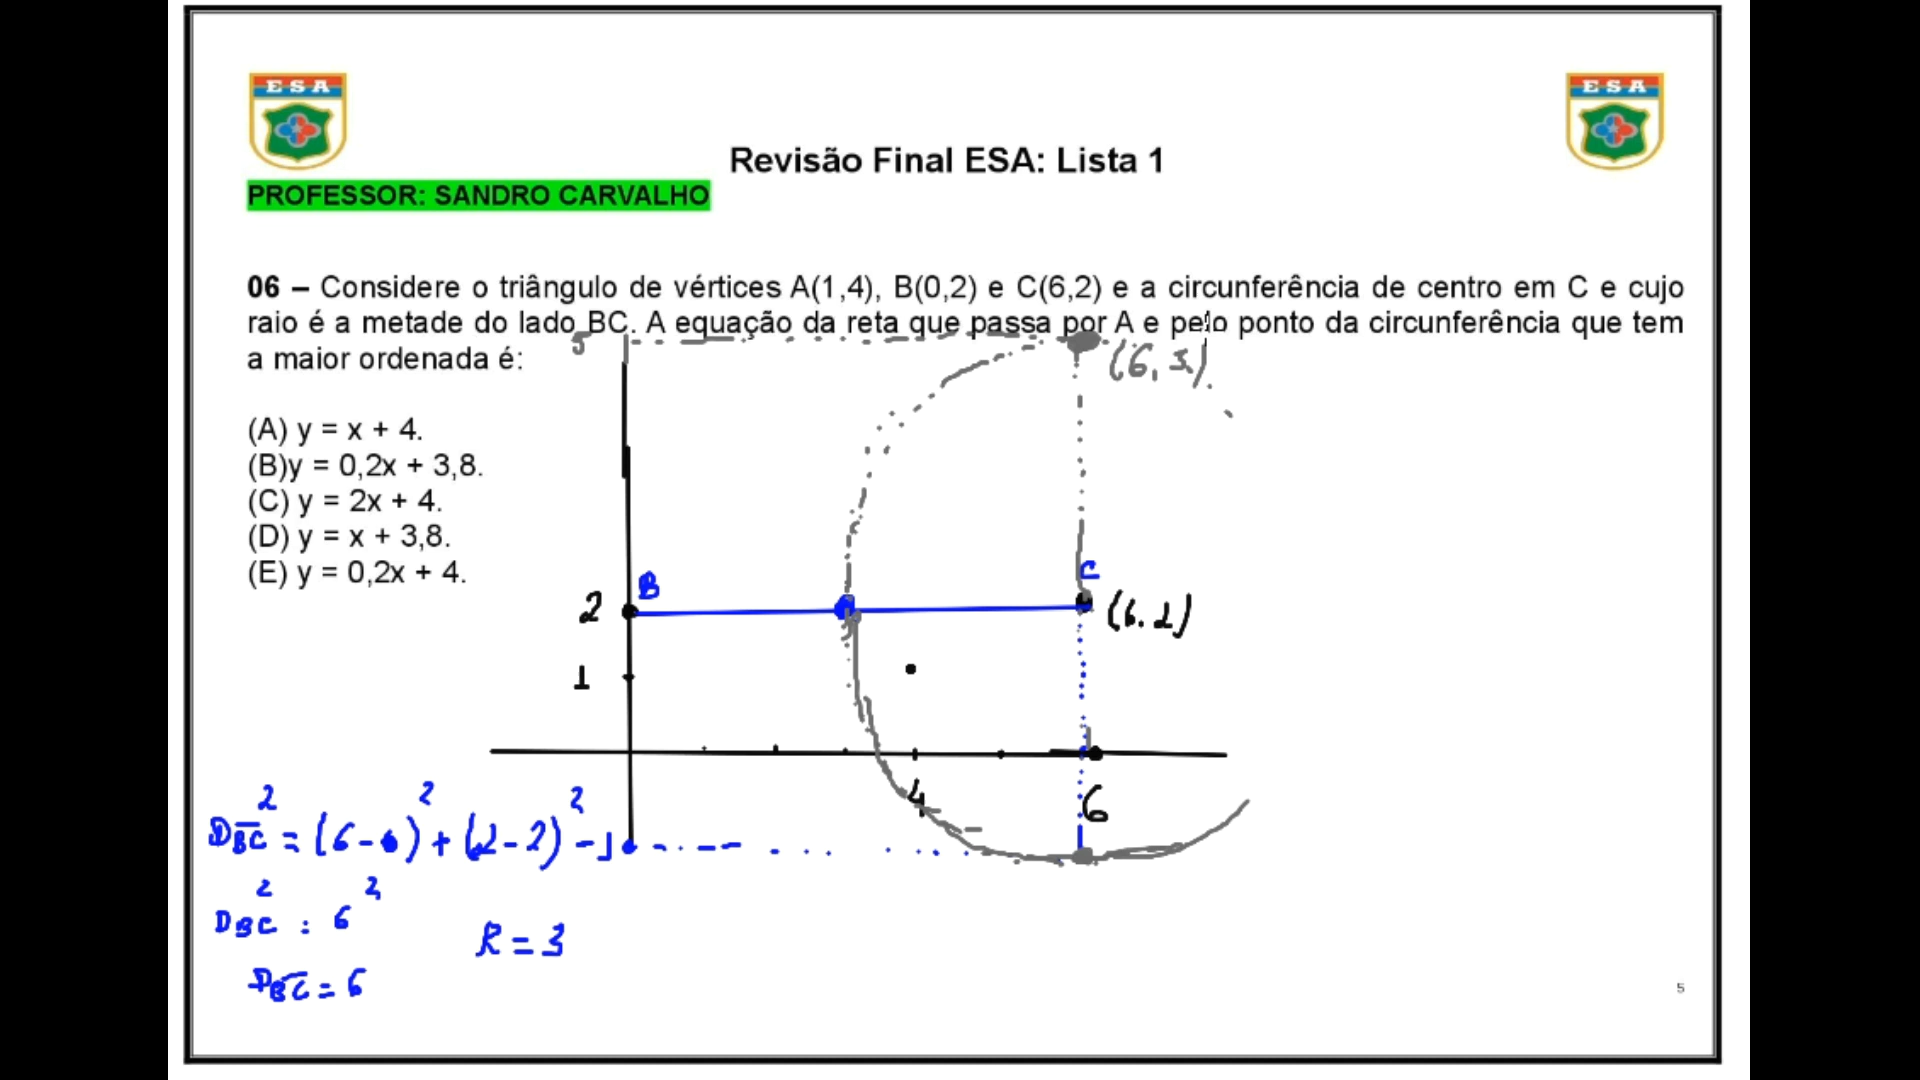 ESA
ESA
Revisão Final ESA: Lista 1
PROFESSOR: SANDRO CARVALHO
06 – Considere o triângulo de vértices A(1,4), B(0,2) e C(6,2) e a circunferência de centro em C e cujo
raio é a metade do lado BC. A equação da reta que passa por A e pelo ponto da circunferência que tem
a maior ordenada é:
5
(6,5)
(A) y = x + 4.
(B)y = 0,2x + 3,8.
(C) y = 2x + 4.
(D) y = x + 3,8.
(E) y = 0,2x + 4.
B
C
2
(6.2)
1
4
6
D BC² = (6-0)² + (2-2)²
-1
D BC² = 6²
R = 3
D BC = 6
5